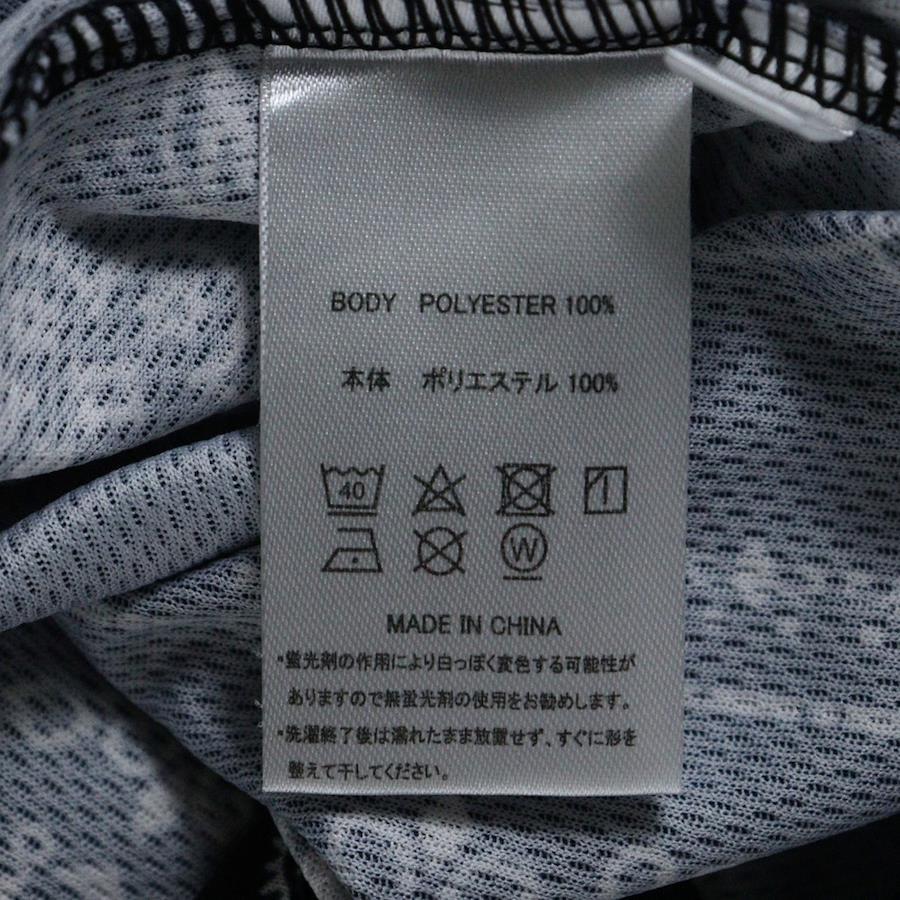 BODY POLYESTER 100%
本体 ポリエステル 100%
40
W
MADE IN CHINA
・蛍光剤の作用により白っぽく変色する可能性が
ありますので無蛍光剤の使用をお勧めします。
・洗濯終了後は濡れたまま放置せず、すぐに形を
整えて干してください。